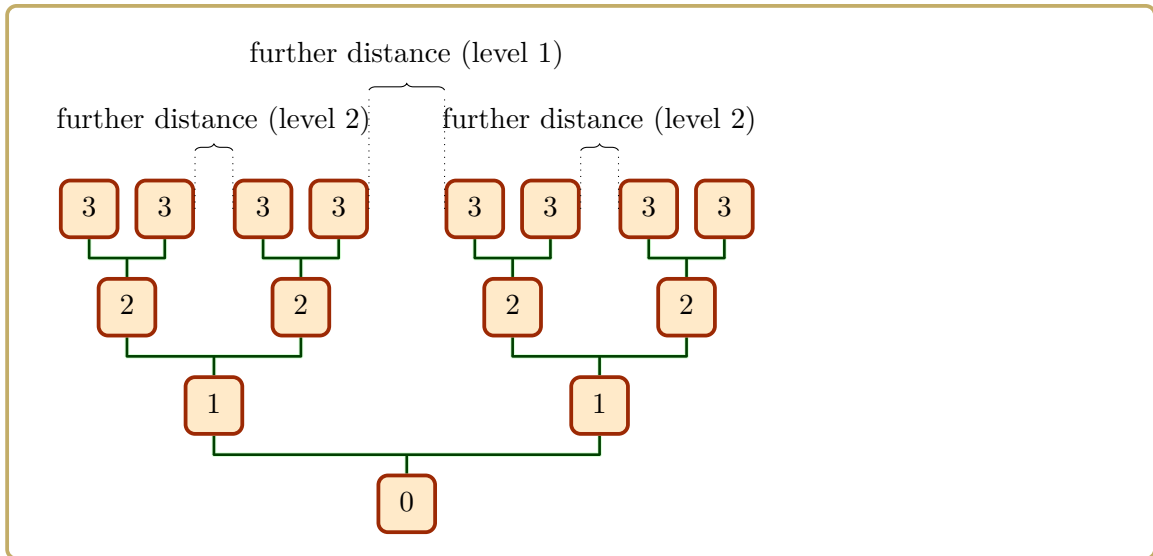 further distance (level 1)
further distance (level 2) further distance (level 2)
3 3 3 3 3 3 3 3
2 2 2 2
1 1
0